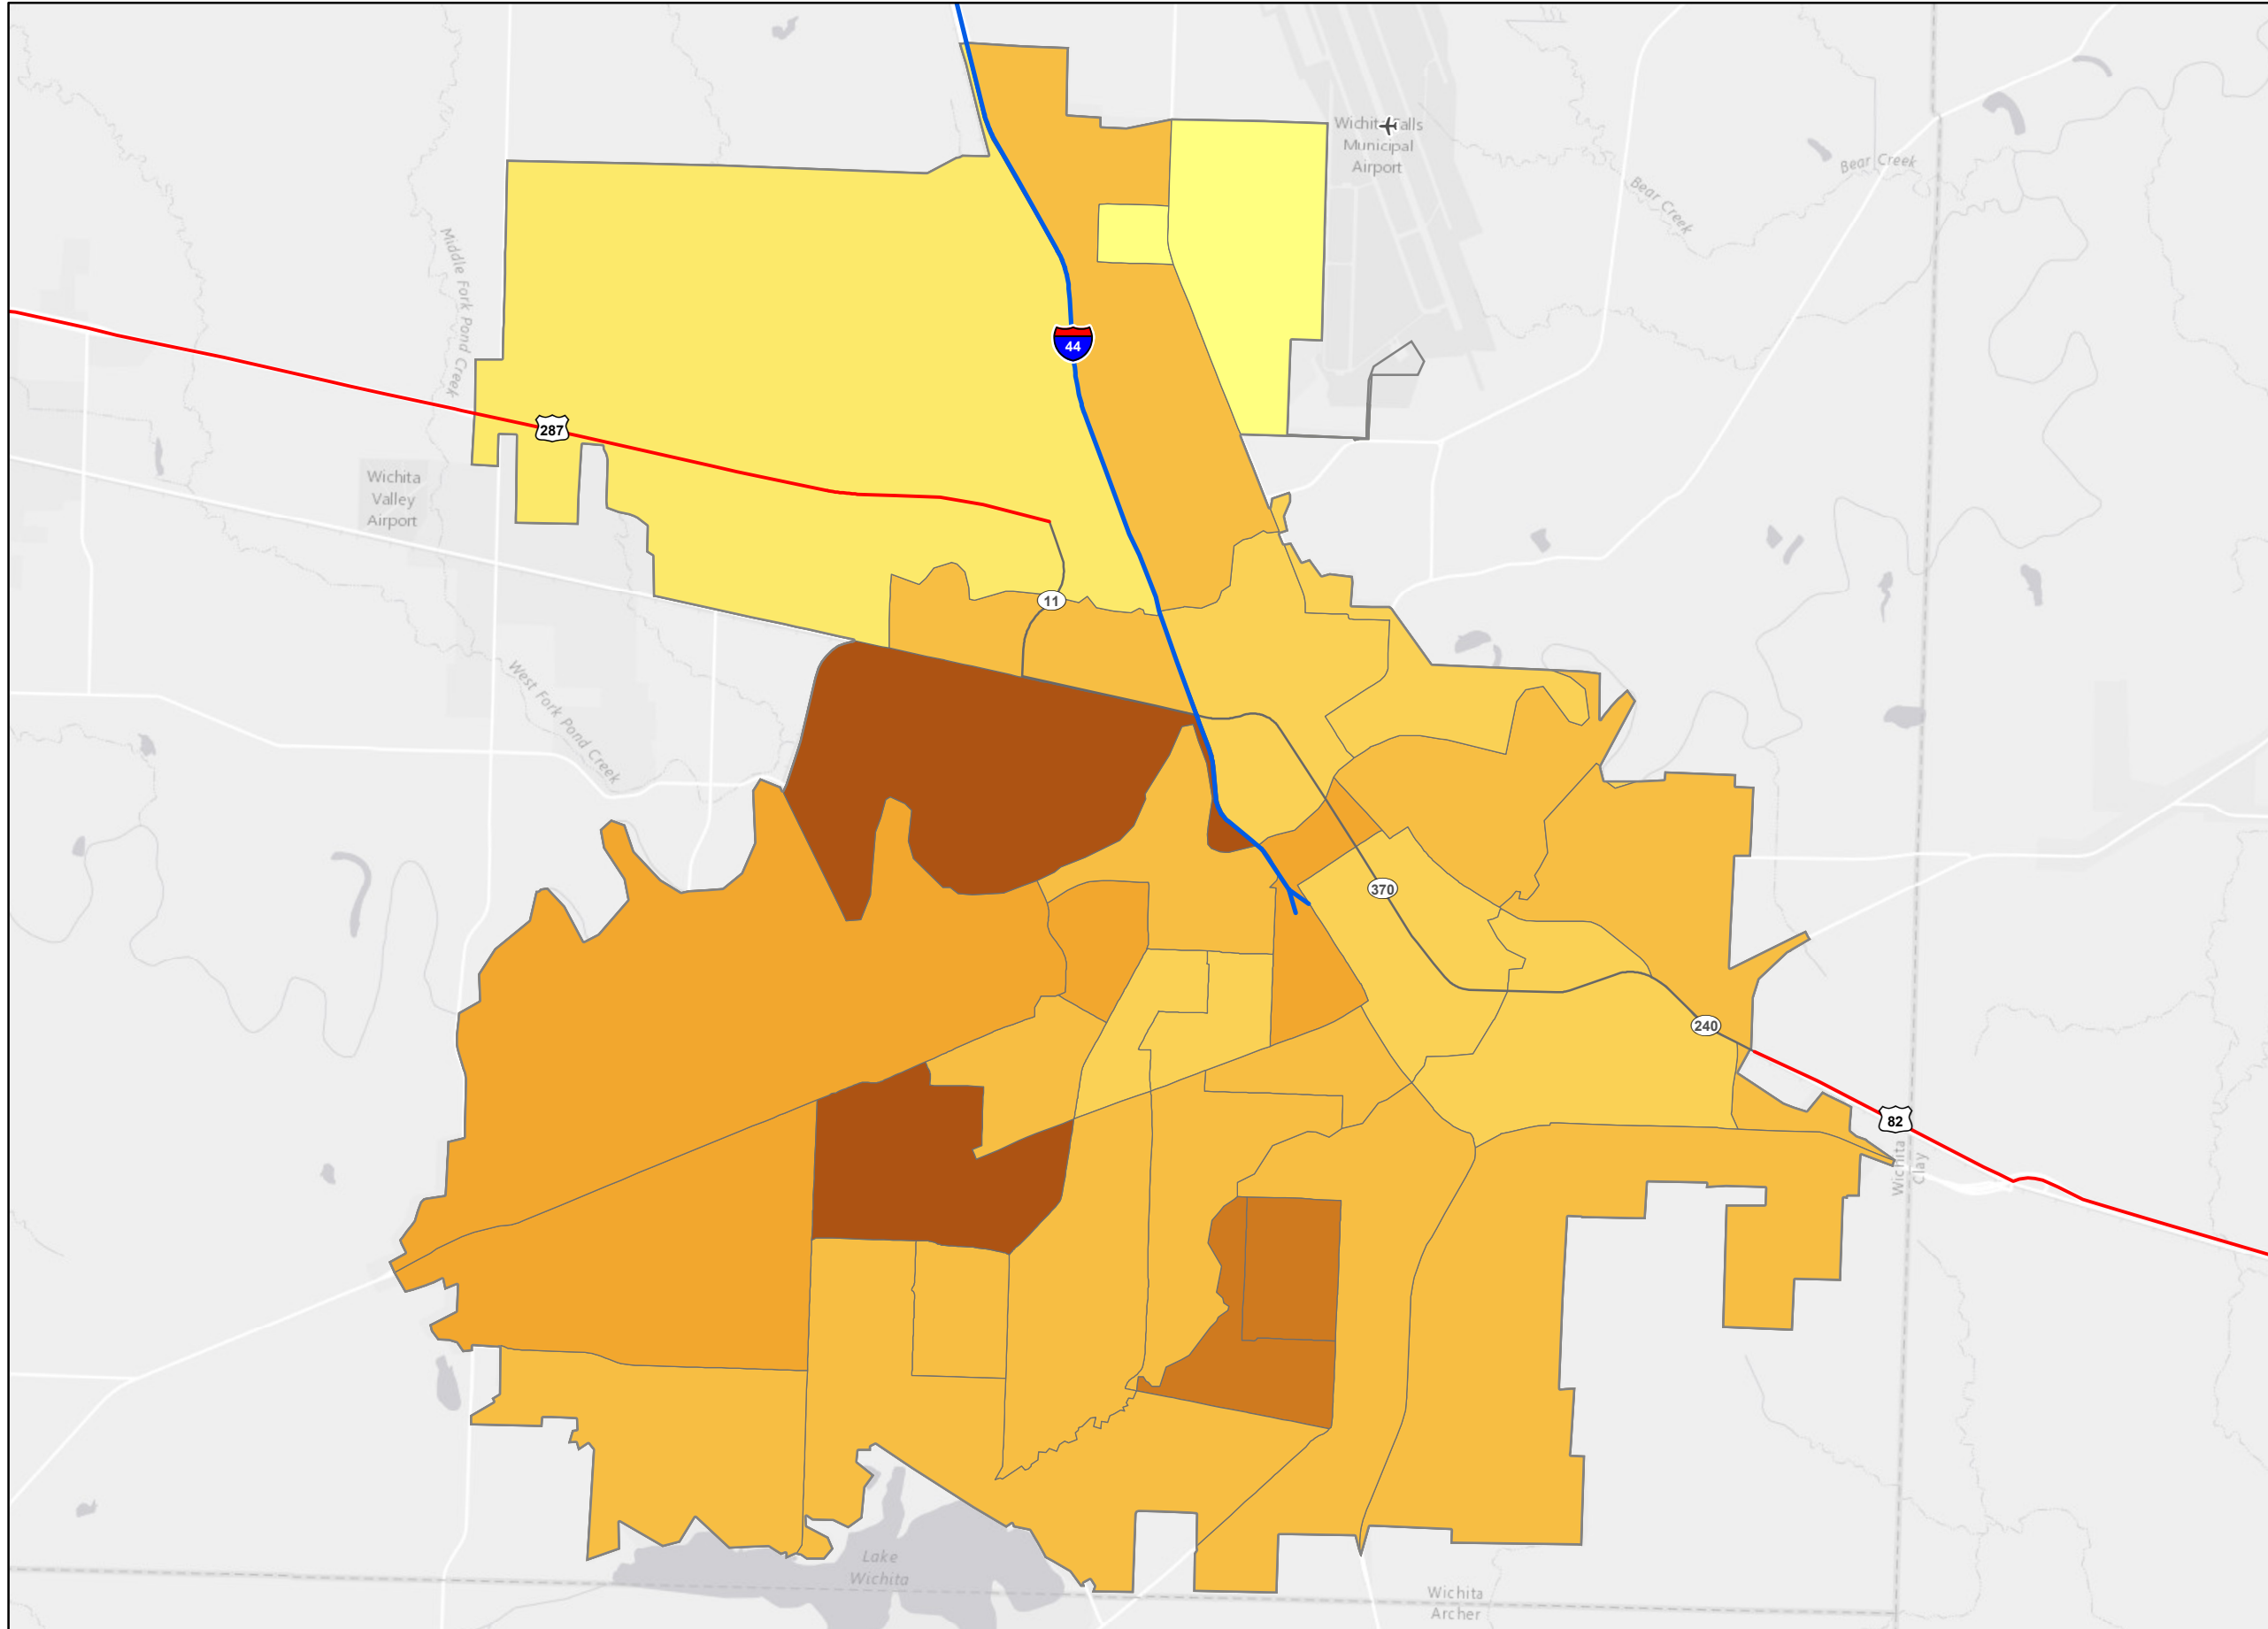 Wichita Falls
Municipal
Airport
Bear Creek
Bear Creek
Middle Fork Pond Creek
44
287
Wichita
Valley
Airport
11
West Fork Pond Creek
370
240
82
Wichita
Clay
Lake
Wichita
Wichita
Archer